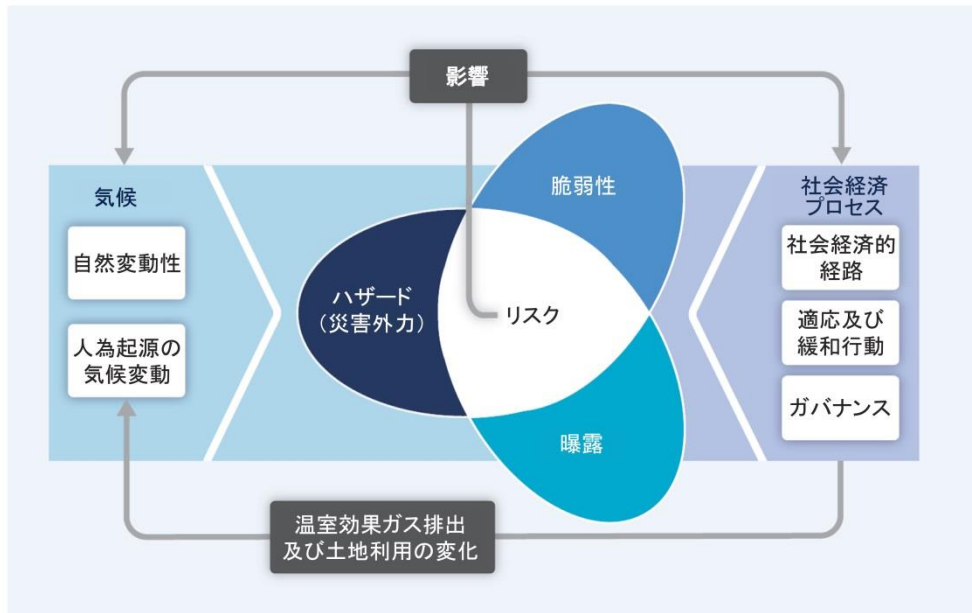 影響
気候
自然変動性
人為起源の
気候変動
脆弱性
ハザード
(災害外力)
リスク
曝露
社会経済
プロセス
社会経済的
経路
適応及び
緩和行動
ガバナンス
温室効果ガス排出
及び土地利用の変化